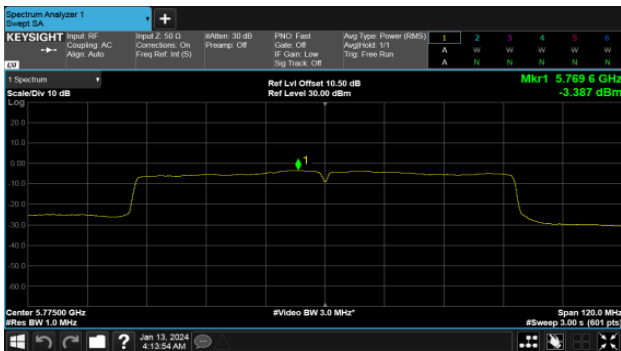 Spectrum Analyzer 1
Swept SA
+
KEYSIGHT Input: RF Input Z: 50 Ω #Atten: 30 dB PNO: Fast Avg Type: Power (RMS) 1 2 3 4 5 6
Coupling: AC Corrections: On Preamp: Off Gate: Off Avg|Hold: 1/1 A W W W W W
Align: Auto Freq Ref: Int (S) IF Gain: Low Trig: Free Run
Sig Track: Off A N N N N N
LXI
1 Spectrum Ref Lvl Offset 10.50 dB Mkr1 5.769 6 GHz
Scale/Div 10 dB Ref Level 30.00 dBm -3.387 dBm
Log
20.0
10.0
0.00
1
-10.0
-20.0
-30.0
-40.0
-50.0
-60.0
Center 5.77500 GHz #Video BW 3.0 MHz* Span 120.0 MHz
#Res BW 1.0 MHz #Sweep 3.00 s (601 pts)
? Jan 13, 2024
4:13:54 AM